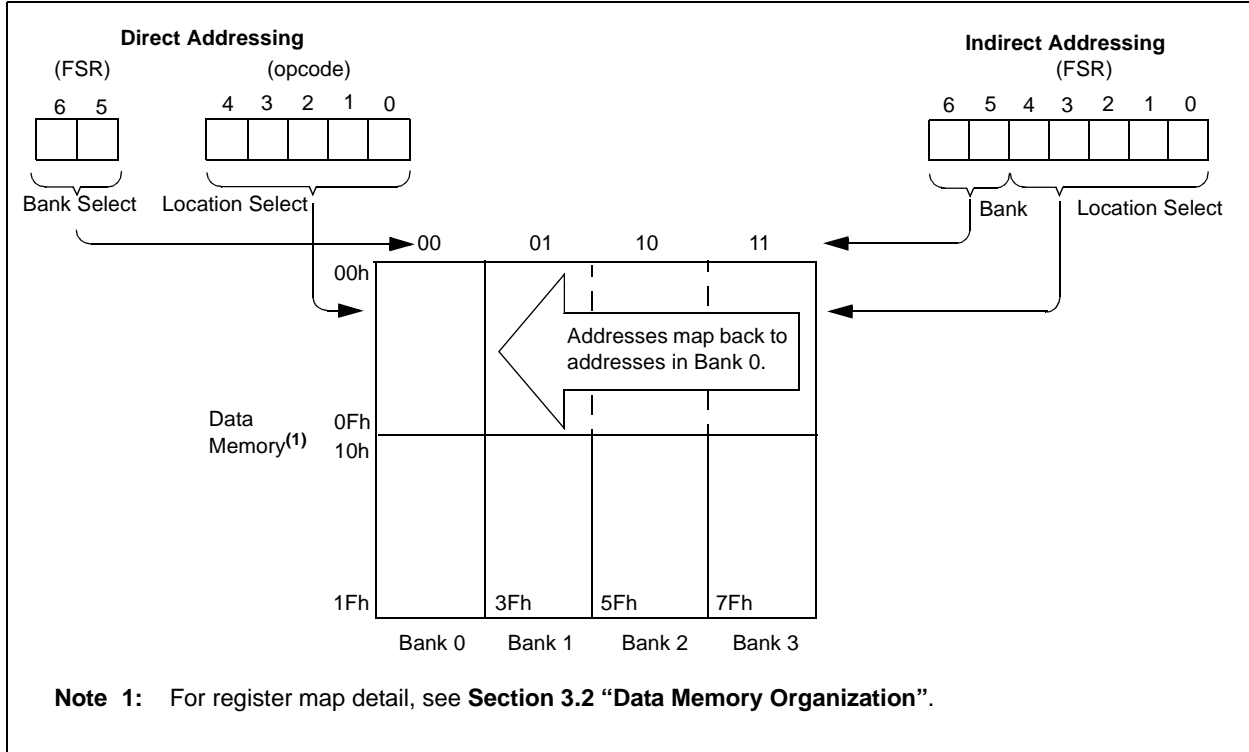 Direct Addressing
(FSR) (opcode)
6 5 4 3 2 1 0
Bank Select Location Select
Indirect Addressing
(FSR)
6 5 4 3 2 1 0
Bank Location Select
00 01 10 11
00h
Addresses map back to
addresses in Bank 0.
Data
Memory(1)
0Fh
10h
1Fh 3Fh 5Fh 7Fh
Bank 0 Bank 1 Bank 2 Bank 3
Note 1: For register map detail, see Section 3.2 “Data Memory Organization”.